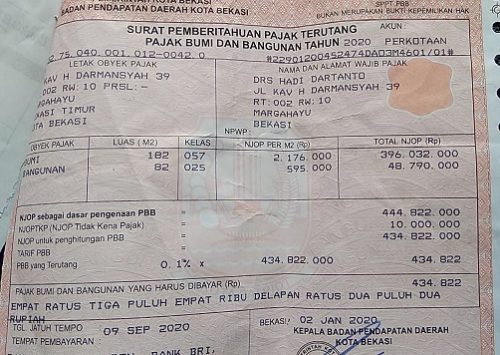 BADAN PENDAPATAN DAERAH KOTA BEKASI
SPPT PBB
BUKAN MERUPAKAN BUKTI KEPEMILIKAN HAK
SURAT PEMBERITAHUAN PAJAK TERUTANG
AKUN :
PAJAK BUMI DAN BANGUNAN TAHUN 2020 PERKOTAAN
75.040.001.012-0042.0 #22901200452474DA03M4601/01#
LETAK OBYEK PAJAK NAMA DAN ALAMAT WAJIB PAJAK
KAV H DARMANSYAH 39 DRS HADI DARTANTO
002 RW: 10 PRSL: - JL KAV H DARMANSYAH 39
MARGAHAYU RT: 002 RW: 10
BEKASI TIMUR MARGAHAYU
BEKASI BEKASI
NPWP :
OBYEK PAJAK LUAS (M2) KELAS NJOP PER M2 (Rp) TOTAL NJOP (Rp)
BUMI 182 057 2.176.000 396.032.000
BANGUNAN 82 025 595.000 48.790.000
NJOP sebagai dasar pengenaan PBB = 444.822.000
NJOPTKP (NJOP Tidak Kena Pajak) = 10.000.000
NJOP untuk penghitungan PBB = 434.822.000
TARIF PBB =
PBB yang Terutang = 0.1% x 434.822.000 434.822
PAJAK BUMI DAN BANGUNAN YANG HARUS DIBAYAR (Rp) 434.822
EMPAT RATUS TIGA PULUH EMPAT RIBU DELAPAN RATUS DUA PULUH DUA
RUPIAH
TGL JATUH TEMPO 09 SEP 2020 BEKASI, 02 JAN 2020
KEPALA BADAN PENDAPATAN DAERAH
KOTA BEKASI
TEMPAT PEMBAYARAN
BANK BRI,